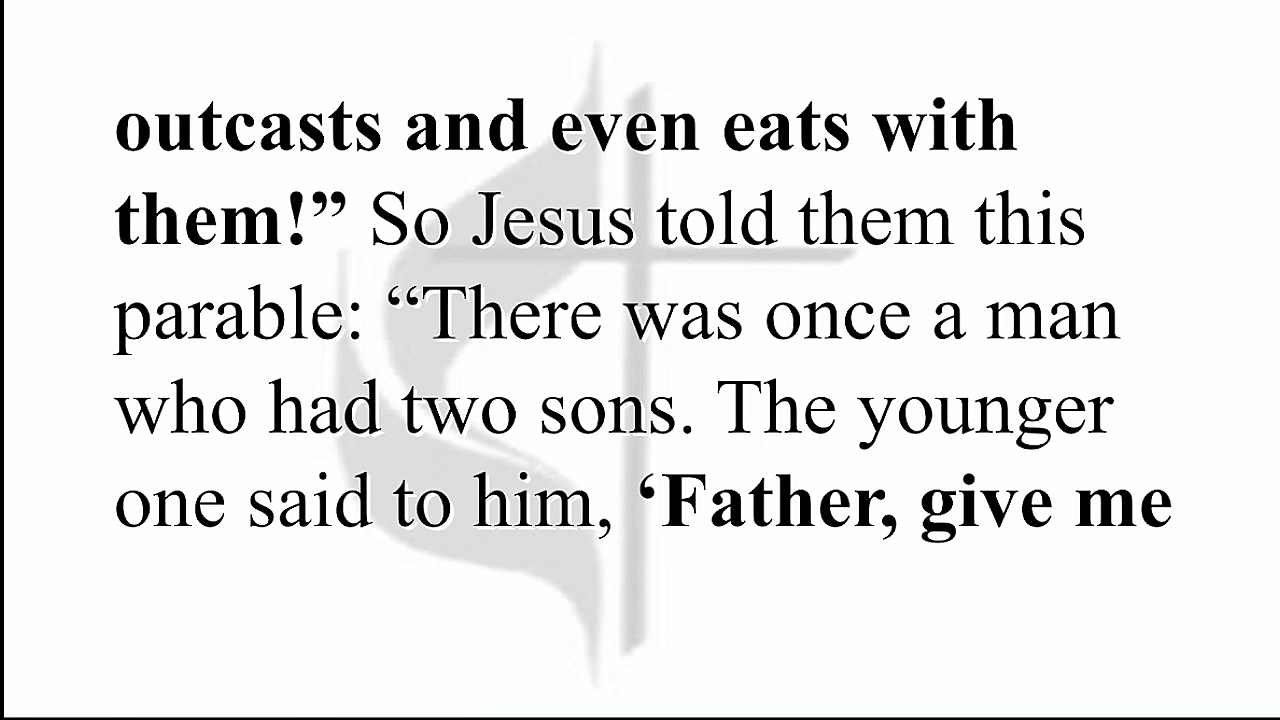 outcasts and even eats with
them!” So Jesus told them this
parable: “There was once a man
who had two sons. The younger
one said to him, ‘Father, give me